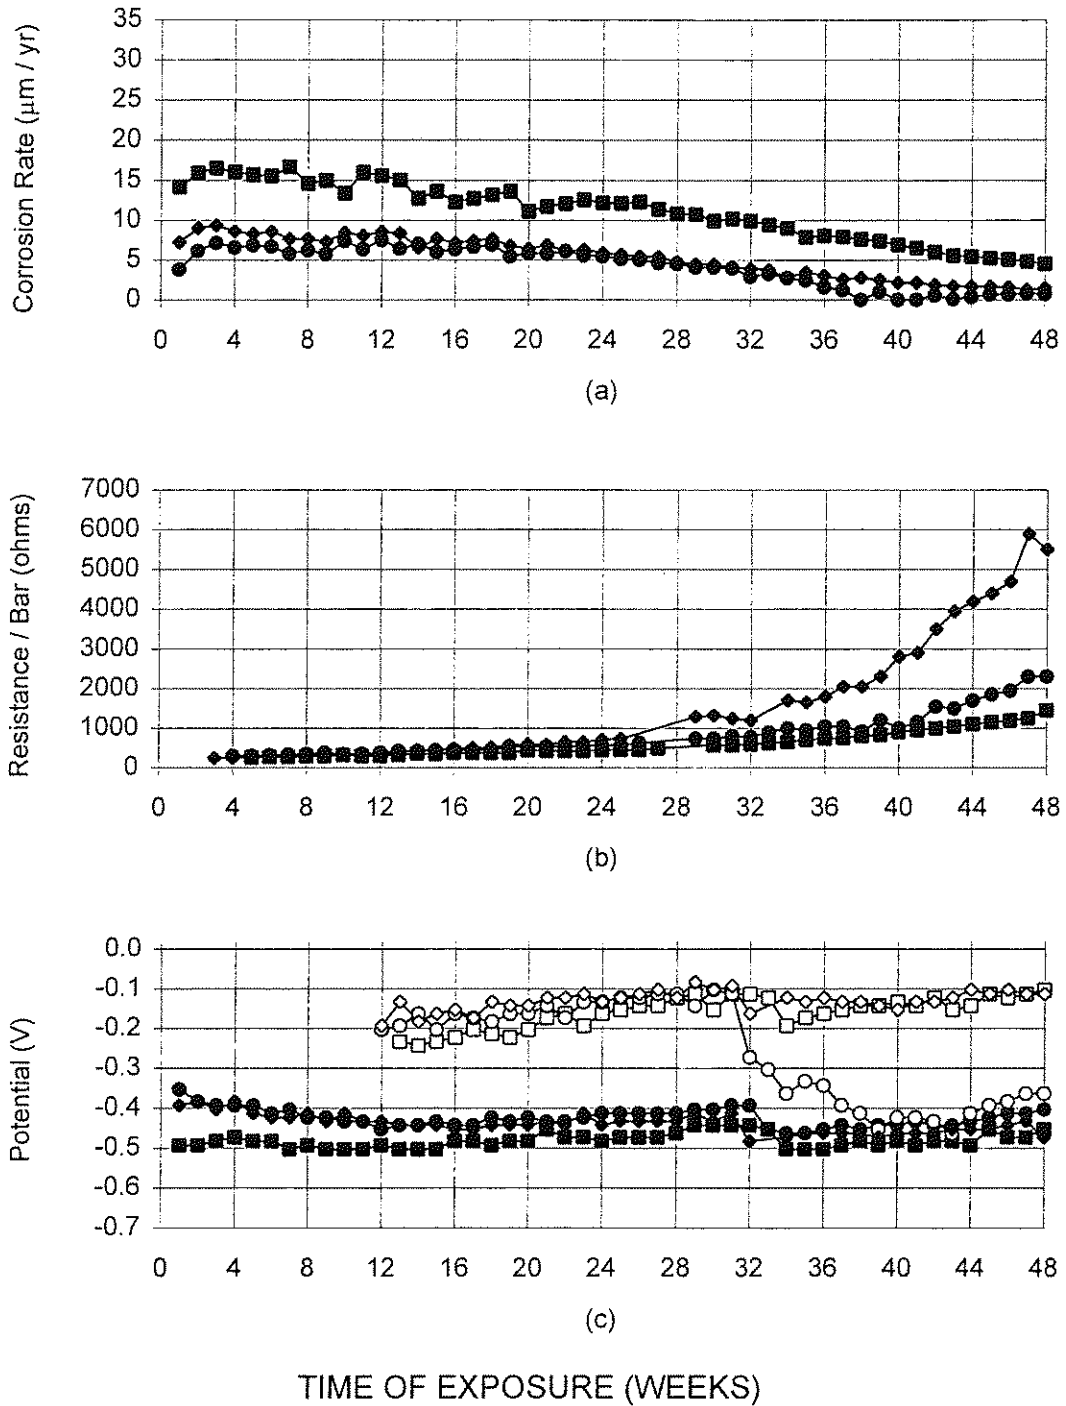 Corrosion Rate (µm / yr)
35
30
25
20
15
10
5
0
0 4 8 12 16 20 24 28 32 36 40 44 48
(a)
Resistance / Bar (ohms)
7000
6000
5000
4000
3000
2000
1000
0
0 4 8 12 16 20 24 28 32 36 40 44 48
(b)
Potential (V)
0.0
-0.1
-0.2
-0.3
-0.4
-0.5
-0.6
-0.7
0 4 8 12 16 20 24 28 32 36 40 44 48
(c)
TIME OF EXPOSURE (WEEKS)